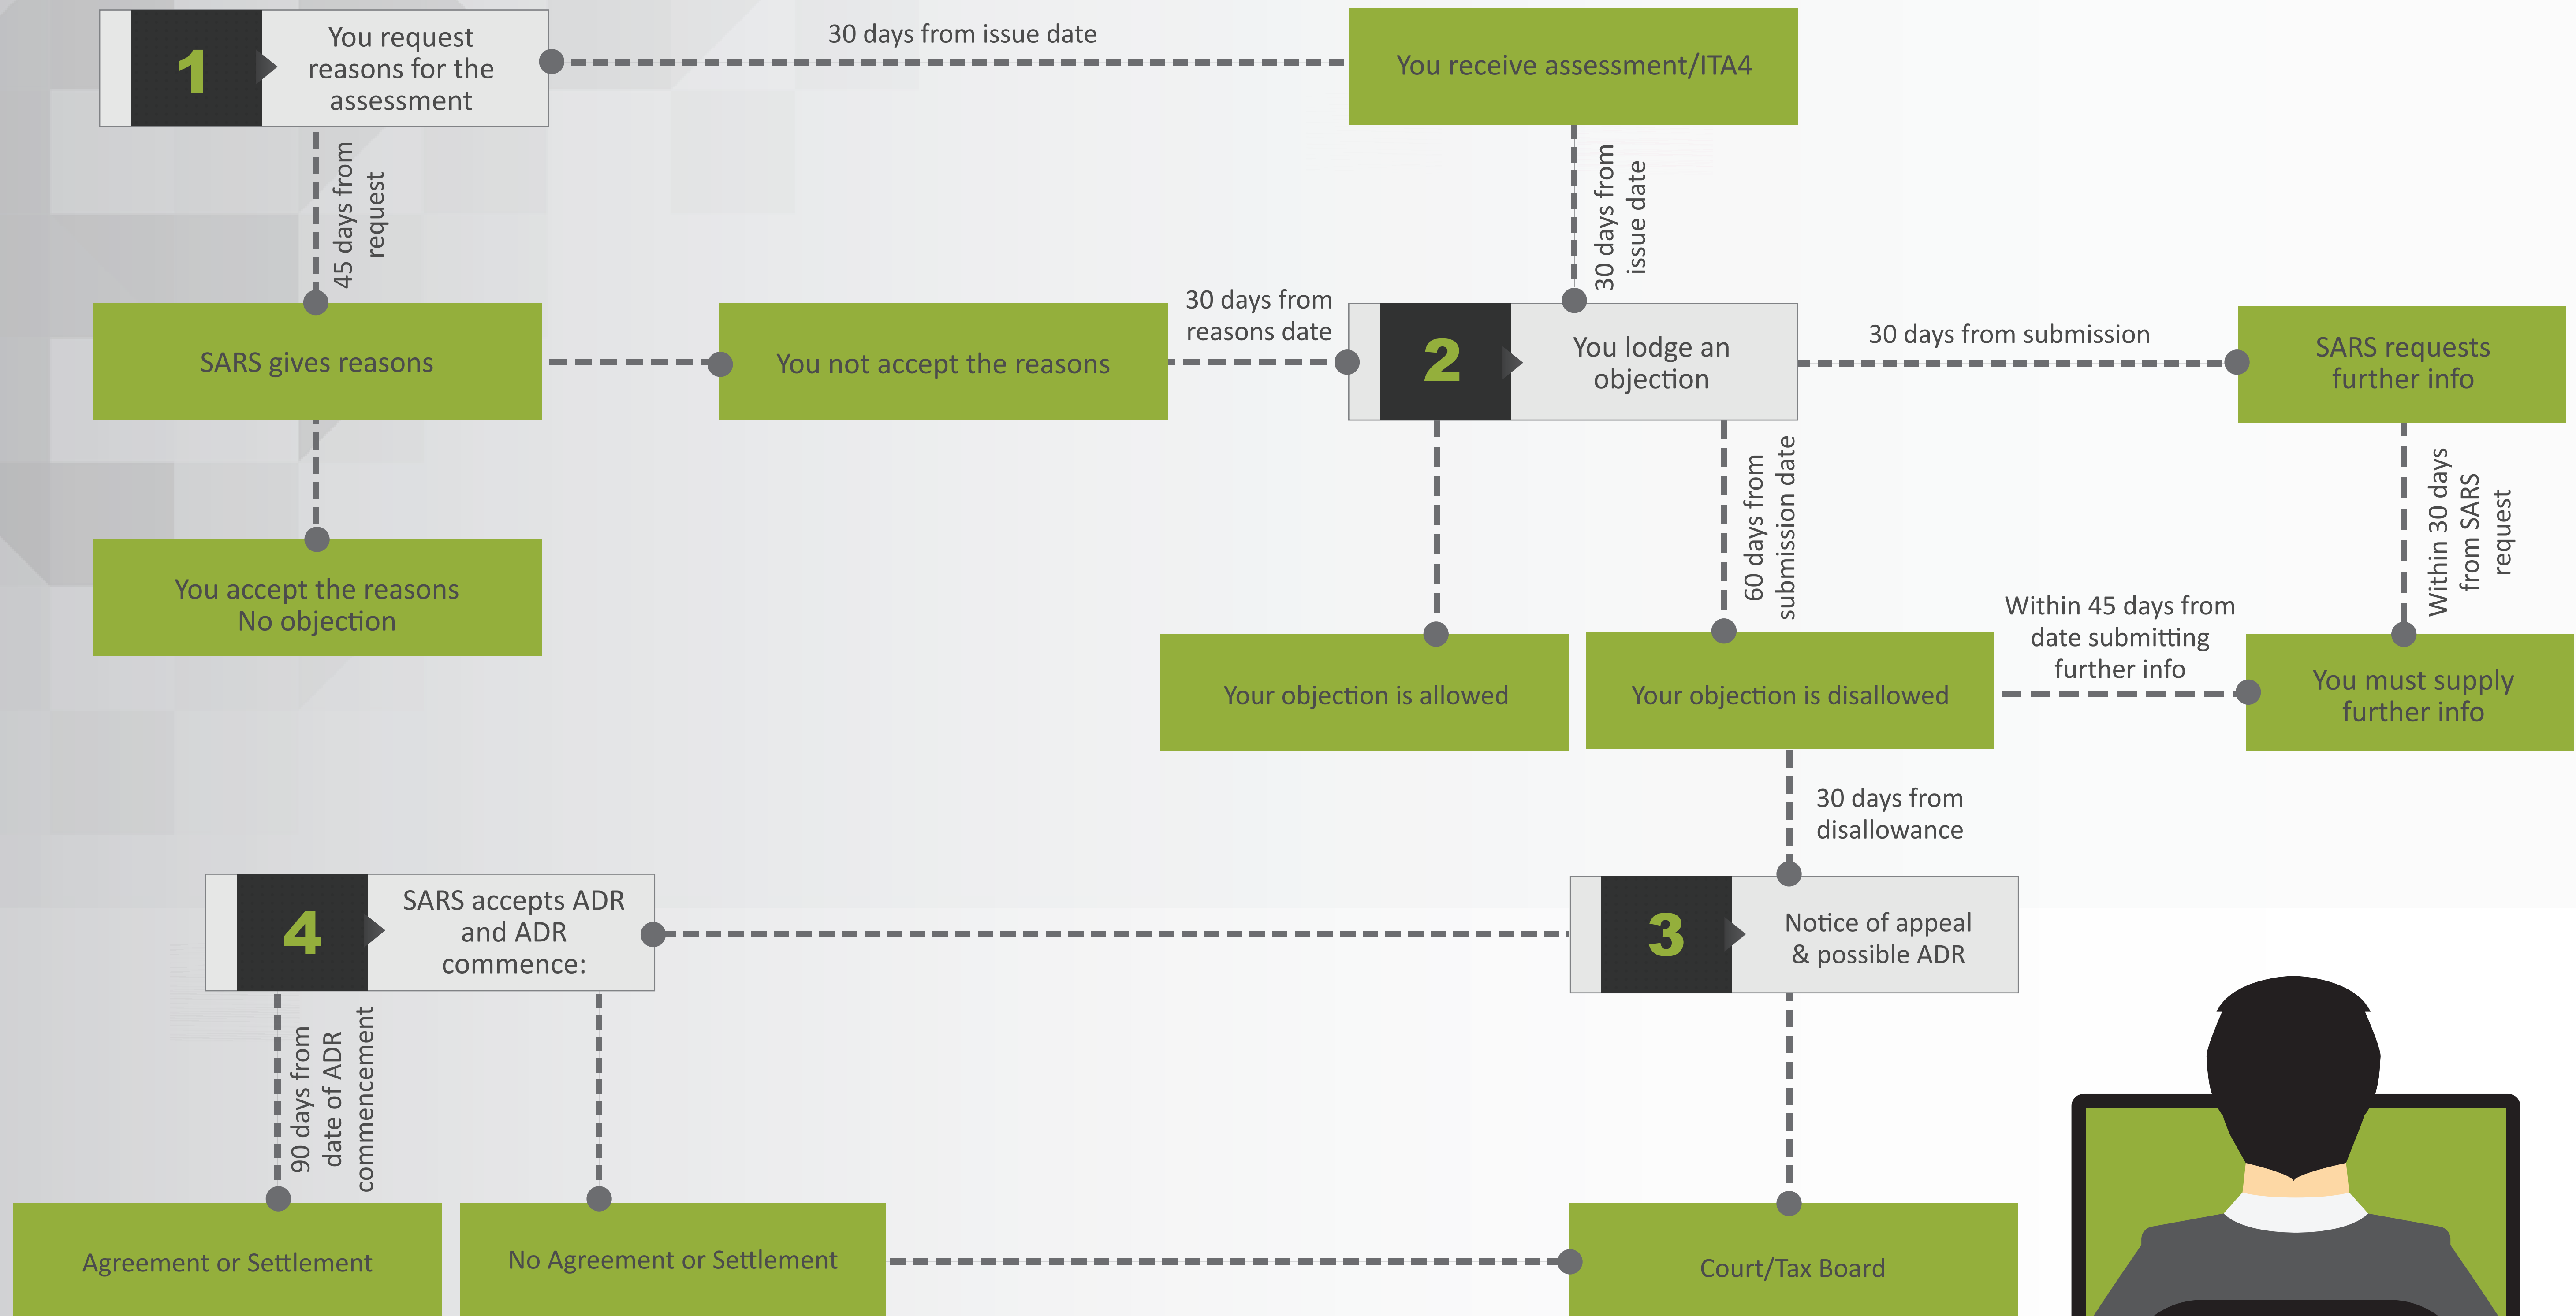 1
You request
reasons for the
assessment
30 days from issue date
You receive assessment/ITA4
45 days from
request
30 days from
issue date
SARS gives reasons
You not accept the reasons
30 days from
reasons date
2
You lodge an
objection
30 days from submission
SARS requests
further info
You accept the reasons
No objection
60 days from
submission date
Within 30 days
from SARS
request
Your objection is allowed
Your objection is disallowed
Within 45 days from
date submitting
further info
You must supply
further info
30 days from
disallowance
4
SARS accepts ADR
and ADR
commence:
3
Notice of appeal
& possible ADR
90 days from
date of ADR
commencement
Agreement or Settlement
No Agreement or Settlement
Court/Tax Board